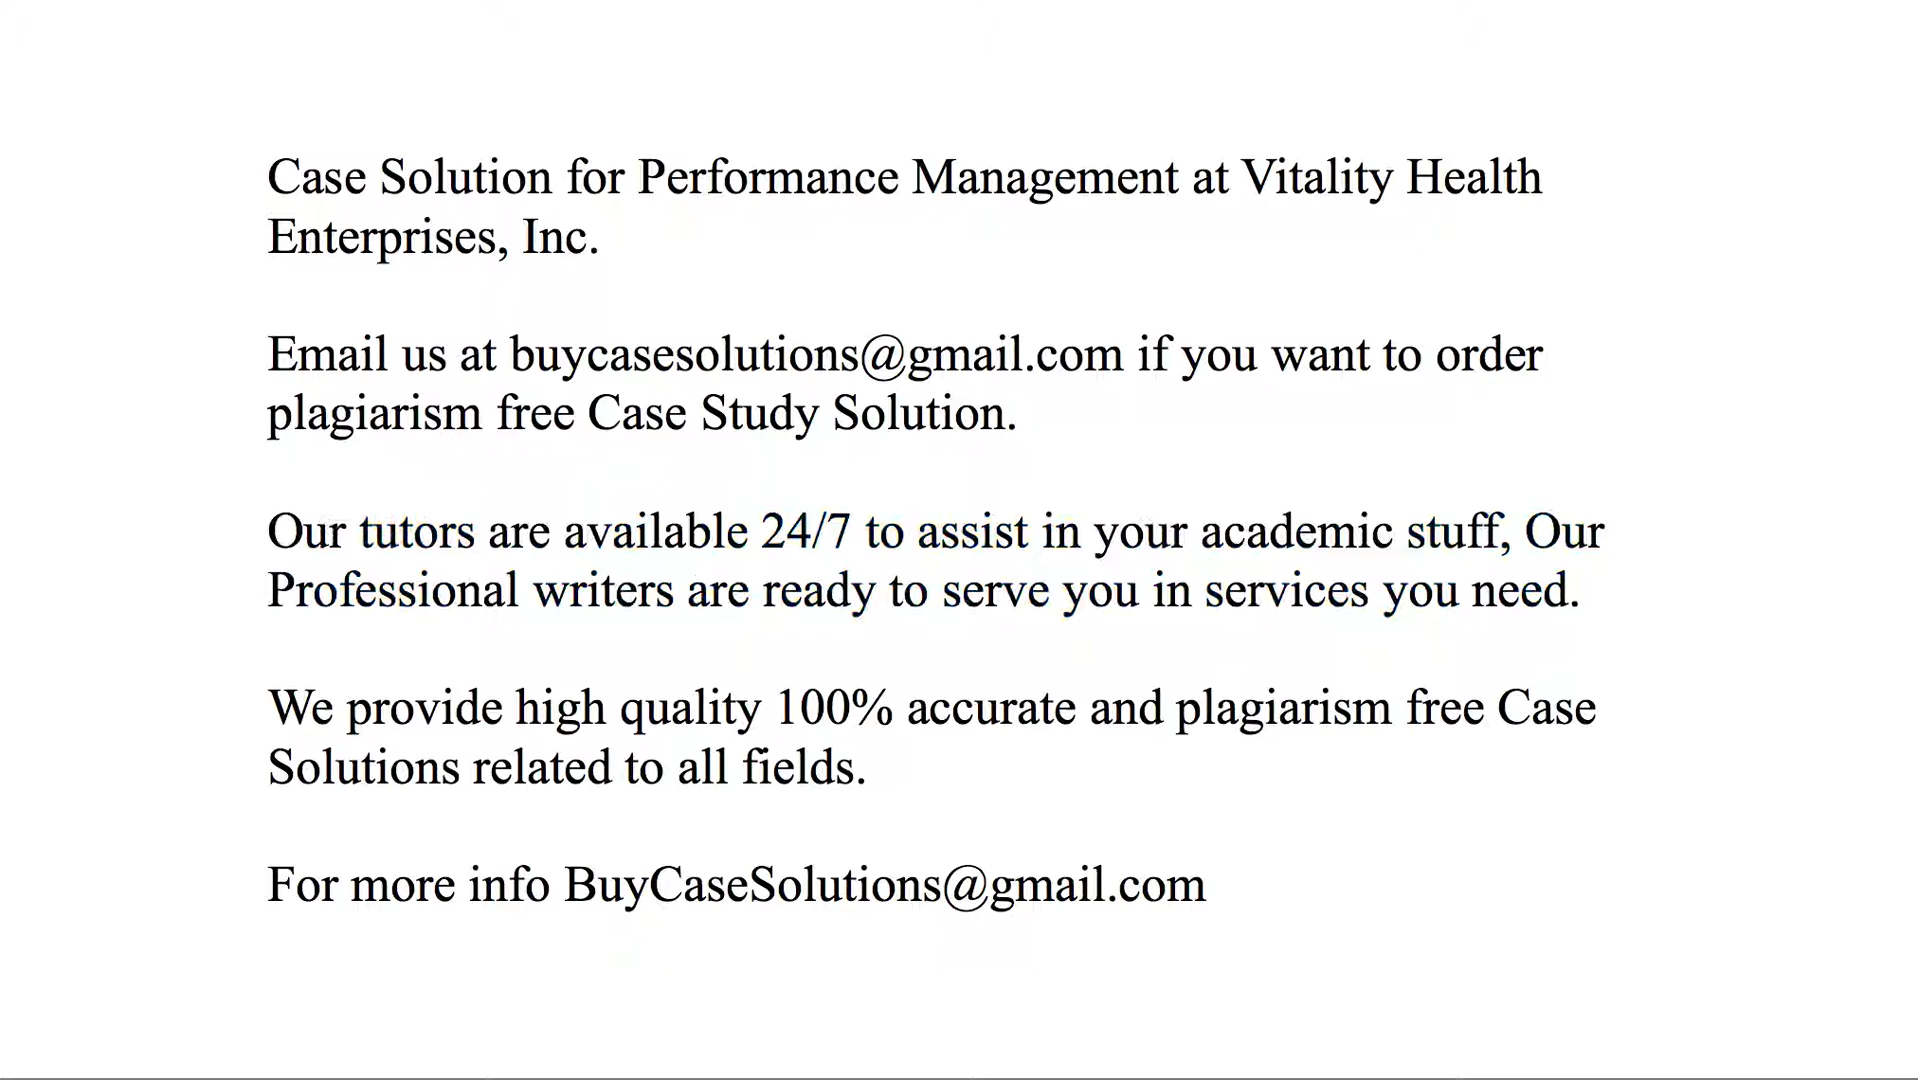 Case Solution for Performance Management at Vitality Health
Enterprises, Inc.
Email us at buycasesolutions@gmail.com if you want to order
plagiarism free Case Study Solution.
Our tutors are available 24/7 to assist in your academic stuff, Our
Professional writers are ready to serve you in services you need.
We provide high quality 100% accurate and plagiarism free Case
Solutions related to all fields.
For more info BuyCaseSolutions@gmail.com